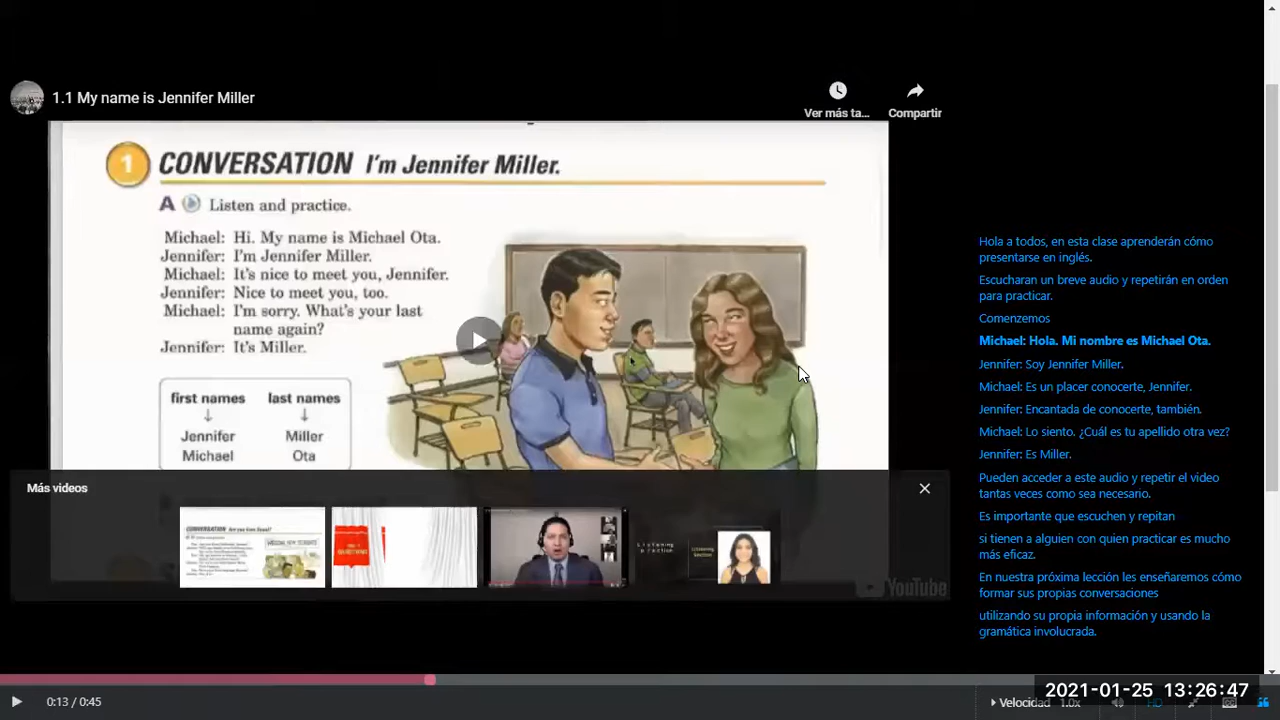 1.1 My name is Jennifer Miller
Ver más ta...
Compartir
1 CONVERSATION I'm Jennifer Miller.
A Listen and practice.
Michael: Hi. My name is Michael Ota.
Jennifer: I'm Jennifer Miller.
Michael: It's nice to meet you, Jennifer.
Jennifer: Nice to meet you, too.
Michael: I'm sorry. What's your last
name again?
Jennifer: It's Miller.
first names last names
↓ ↓
Jennifer Miller
Michael Ota
Más videos
CONVERSATION Are you Steve Carson?
YouTube
Hola a todos, en esta clase aprenderán cómo
presentarse en inglés.
Escucharan un breve audio y repetirán en orden
para practicar.
Comenzemos
Michael: Hola. Mi nombre es Michael Ota.
Jennifer: Soy Jennifer Miller.
Michael: Es un placer conocerte, Jennifer.
Jennifer: Encantada de conocerte, también.
Michael: Lo siento. ¿Cuál es tu apellido otra vez?
Jennifer: Es Miller.
Pueden acceder a este audio y repetir el video
tantas veces como sea necesario.
Es importante que escuchen y repitan
si tienen a alguien con quien practicar es mucho
más eficaz.
En nuestra próxima lección les enseñaremos cómo
formar sus propias conversaciones
utilizando su propia información y usando la
gramática involucrada.
0:13 / 0:45
Velocidad 1.0x
HD
2021-01-25 13:26:47